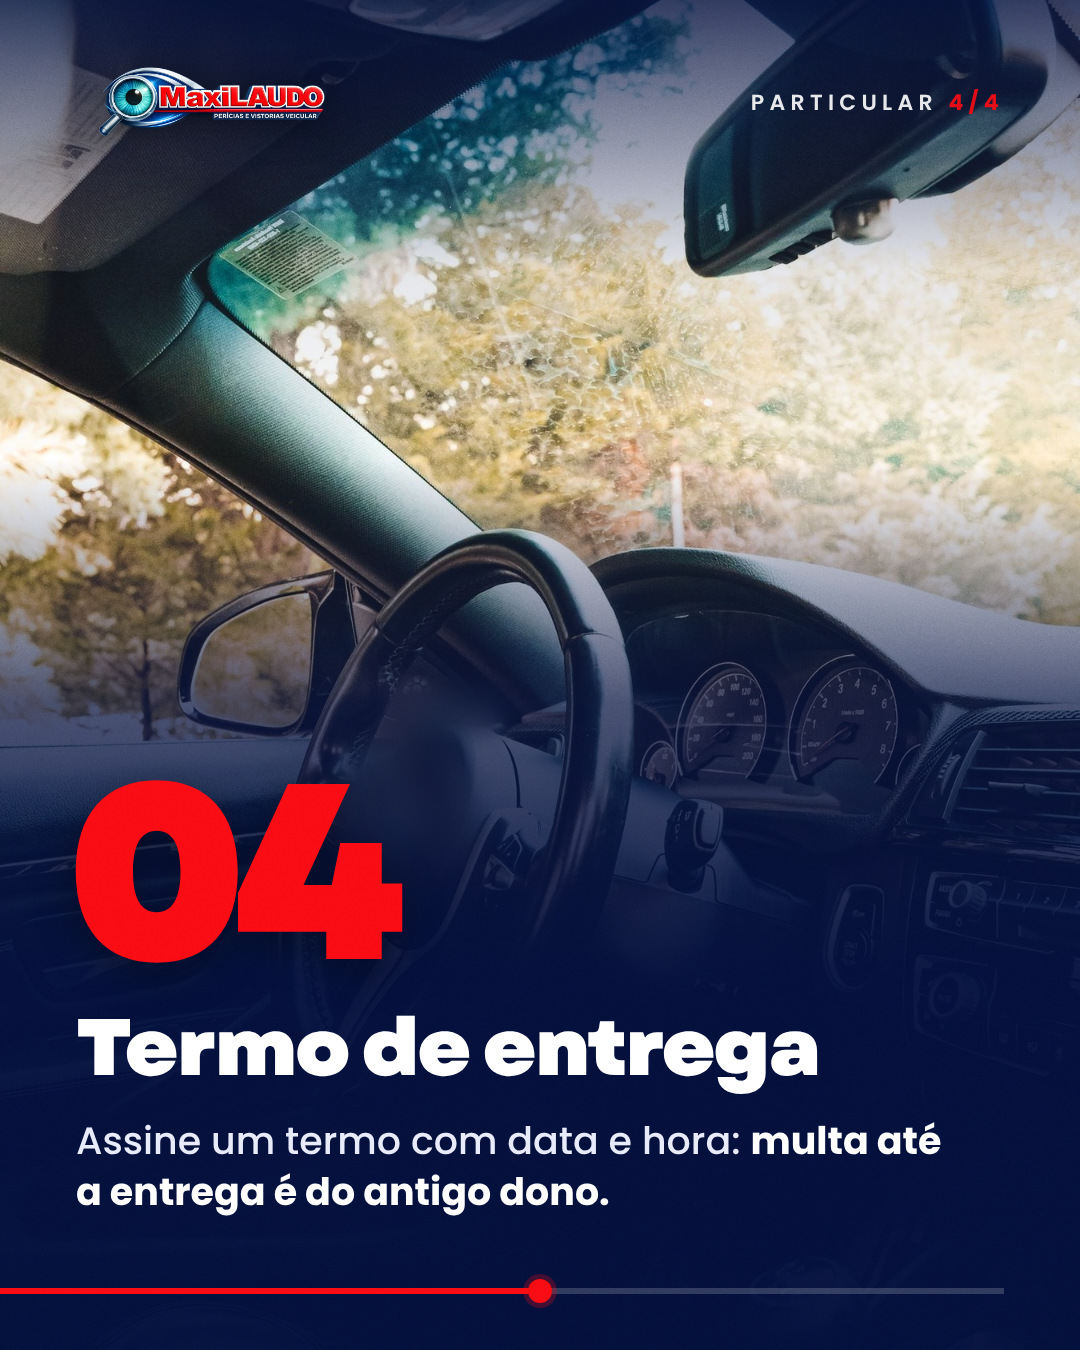 MaxiLAUDO
PERÍCIAS E VISTORIAS VEICULAR
PARTICULAR 4/4
04
Termo de entrega
Assine um termo com data e hora: multa até
a entrega é do antigo dono.